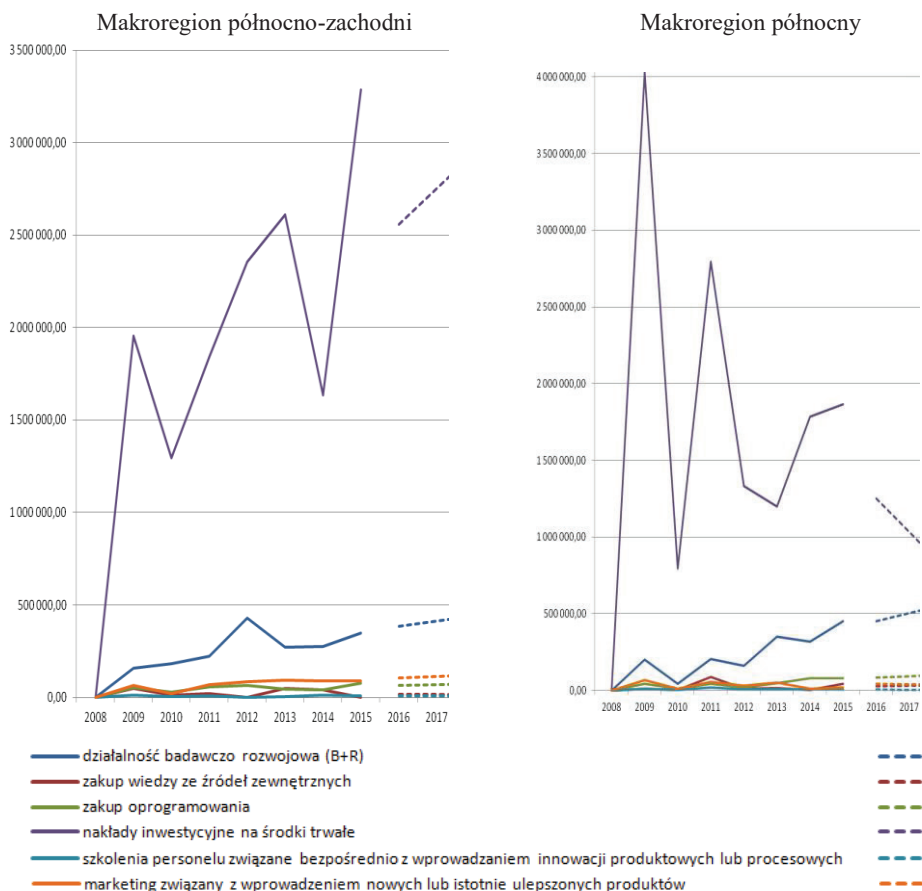 Makroregion północno-zachodni
3 500 000,00
3 000 000,00
2 500 000,00
2 000 000,00
1 500 000,00
1 000 000,00
500 000,00
0,00
2008 2009 2010 2011 2012 2013 2014 2015 2016 2017
Makroregion północny
4 000 000,00
3 500 000,00
3 000 000,00
2 500 000,00
2 000 000,00
1 500 000,00
1 000 000,00
500 000,00
0,00
2008 2009 2010 2011 2012 2013 2014 2015 2016 2017
działalność badawczo rozwojowa (B+R)
zakup wiedzy ze źródeł zewnętrznych
zakup oprogramowania
nakłady inwestycyjne na środki trwałe
szkolenia personelu związane bezpośrednio z wprowadzaniem innowacji produktowych lub procesowych
marketing związany z wprowadzeniem nowych lub istotnie ulepszonych produktów